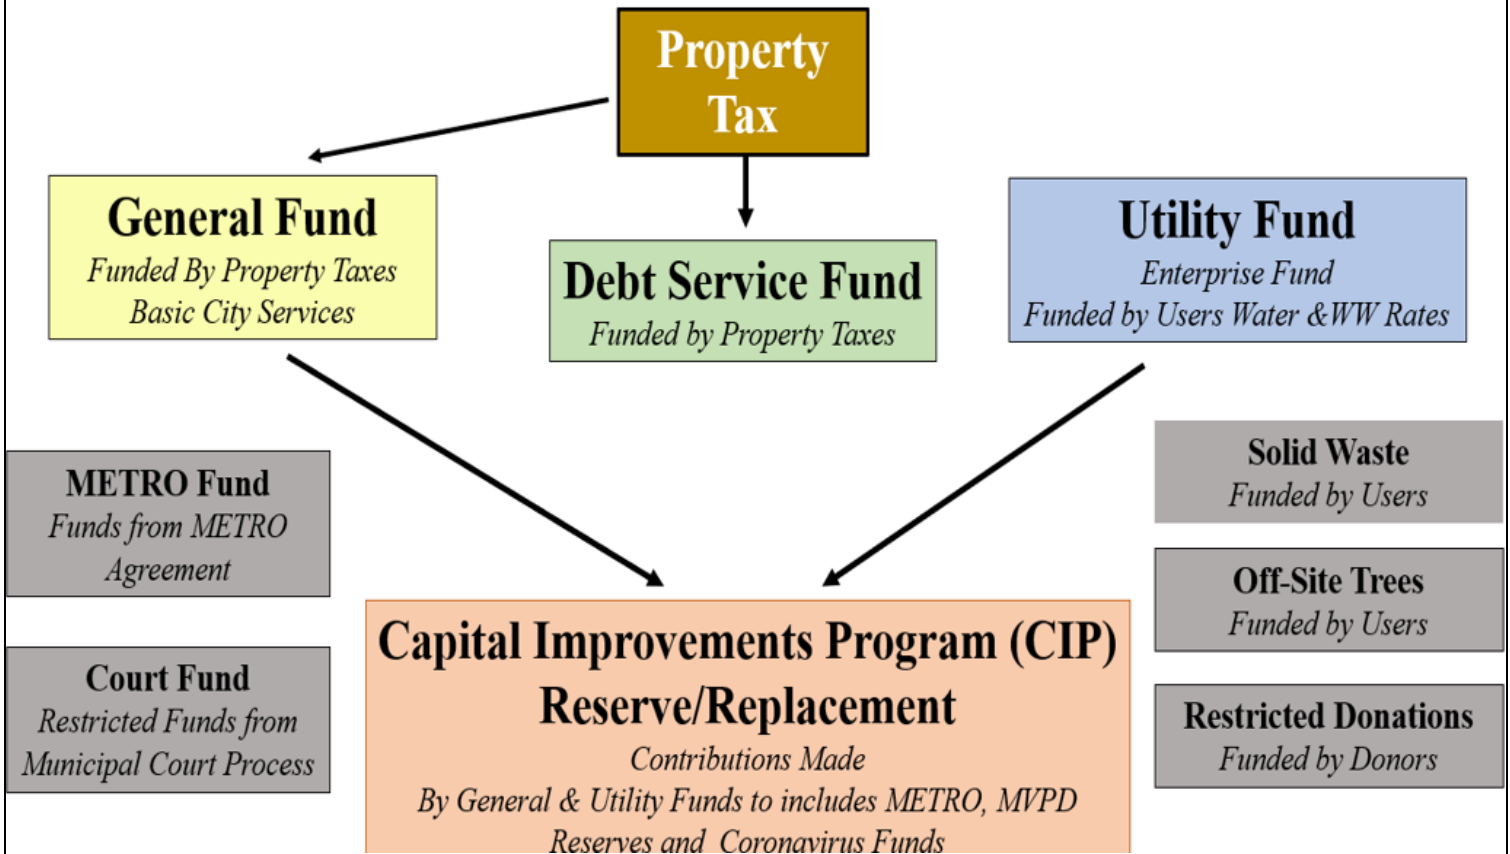 Property
Tax
General Fund
Funded By Property Taxes
Basic City Services
Debt Service Fund
Funded by Property Taxes
Utility Fund
Enterprise Fund
Funded by Users Water &WW Rates
METRO Fund
Funds from METRO
Agreement
Court Fund
Restricted Funds from
Municipal Court Process
Capital Improvements Program (CIP)
Reserve/Replacement
Contributions Made
By General & Utility Funds to includes METRO, MVPD
Reserves and Coronavirus Funds
Solid Waste
Funded by Users
Off-Site Trees
Funded by Users
Restricted Donations
Funded by Donors